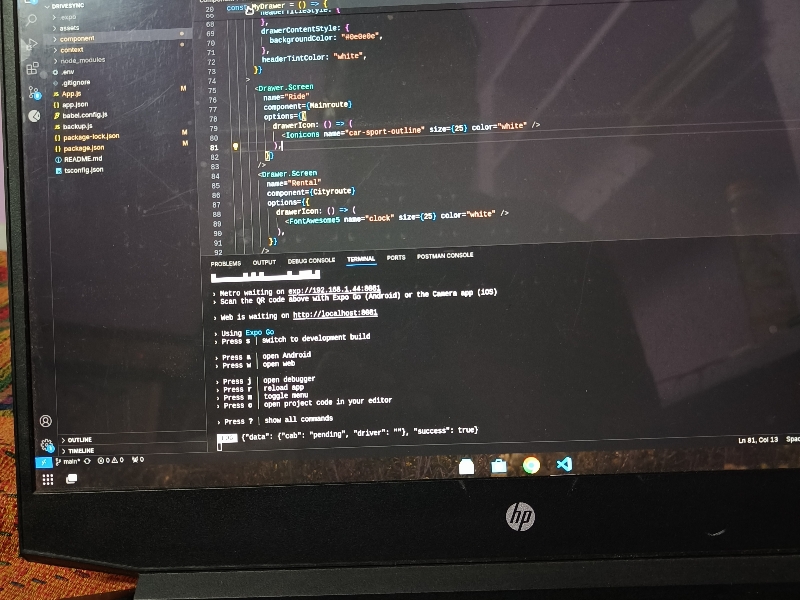 DRIVESYNC
expo
assets
component
context
node_modules
.env
.gitignore
App.js M
app.json
babel.config.js
backup.js
package-lock.json M
package.json M
README.md
tsconfig.json
OUTLINE
TIMELINE
26 const MyDrawer = () => {
68 },
69 drawerContentStyle: {
70 backgroundColor: "#0e0e0e",
71 },
72 headerTintColor: "white",
73 }}
74 >
75 <Drawer.Screen
76 name="Ride"
77 component={Mainroute}
78 options={{
79 drawerIcon: () => (
80 <Ionicons name="car-sport-outline" size={25} color="white" />
81 ),
82 }}
83 />
84 <Drawer.Screen
85 name="Rental"
86 component={Cityroute}
87 options={{
88 drawerIcon: () => (
89 <FontAwesome5 name="clock" size={25} color="white" />
90 ),
91 }}
92 />
PROBLEMS OUTPUT DEBUG CONSOLE TERMINAL PORTS POSTMAN CONSOLE
› Metro waiting on exp://192.168.1.44:8081
› Scan the QR code above with Expo Go (Android) or the Camera app (iOS)
› Web is waiting on http://localhost:8081
› Using Expo Go
› Press s | switch to development build
› Press a | open Android
› Press w | open web
› Press j | open debugger
› Press r | reload app
› Press m | toggle menu
› Press o | open project code in your editor
› Press ? | show all commands
LOG {"data": {"cab": "pending", "driver": ""}, "success": true}
main* 0 0 0
Ln 81, Col 13
hp